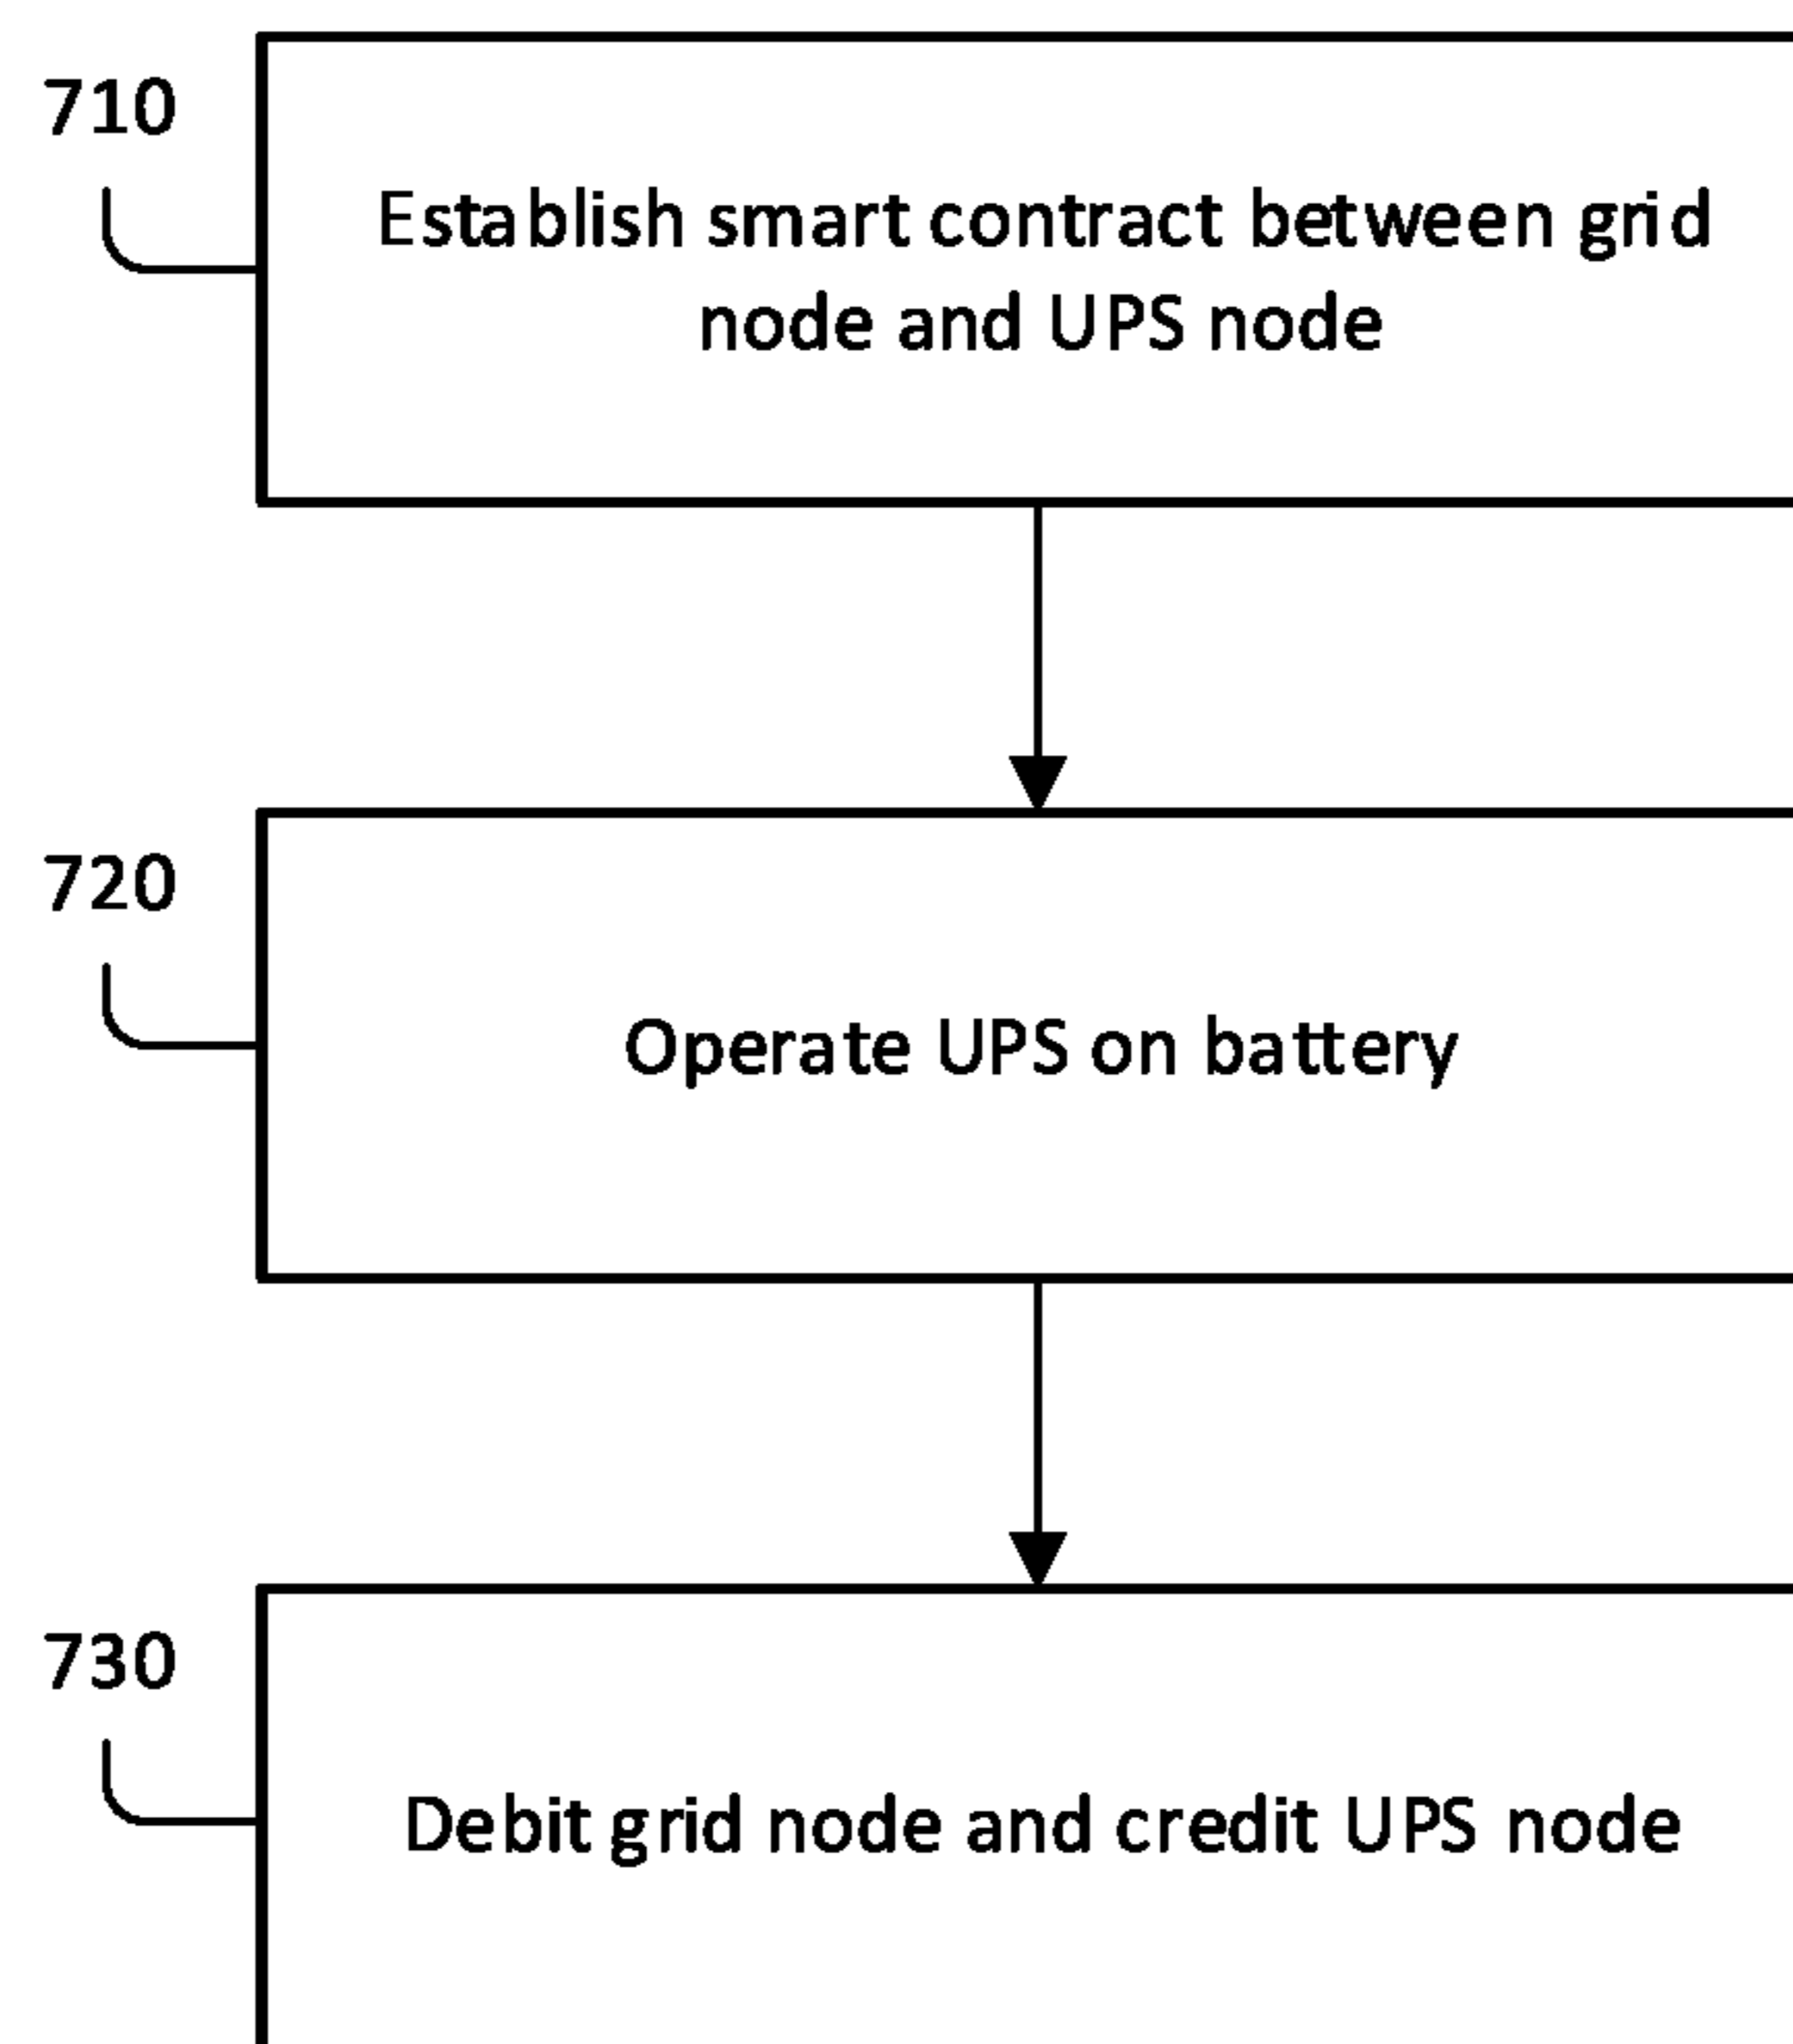 710
Establish smart contract between grid
node and UPS node
720
Operate UPS on battery
730
Debit grid node and credit UPS node